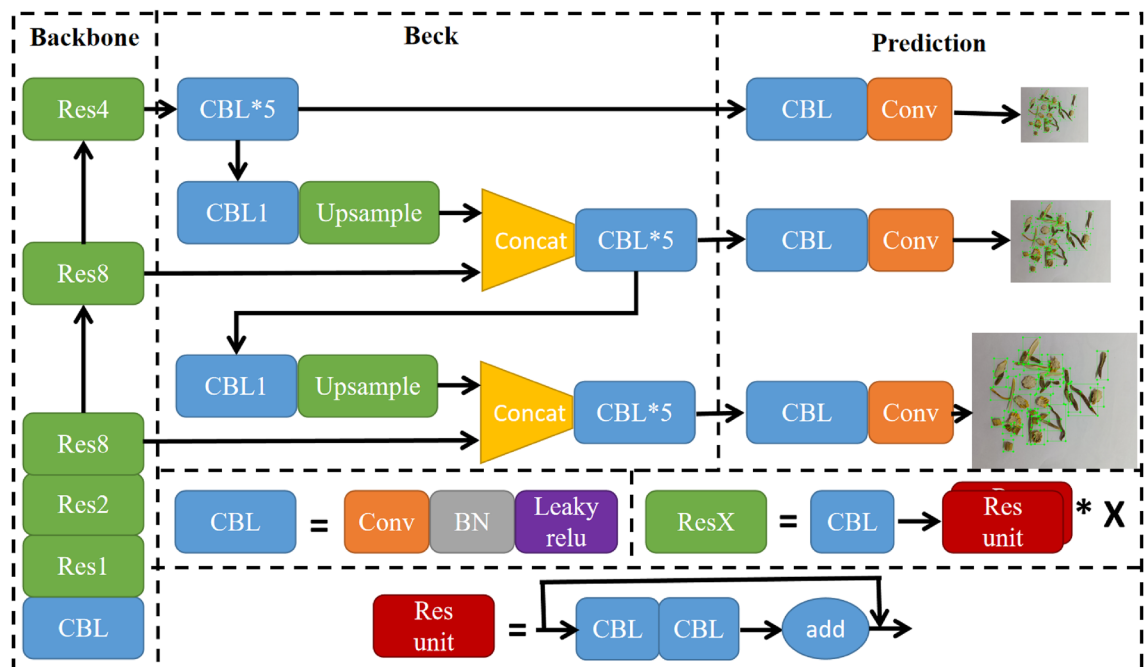 Backbone
Beck
Prediction
Res4
CBL*5
CBL
Conv
CBL1
Upsample
Concat
CBL*5
CBL
Conv
Res8
CBL1
Upsample
Concat
CBL*5
CBL
Conv
Res8
Res2
Res1
CBL
CBL
=
Conv
BN
Leaky
relu
ResX
=
CBL
Res
unit
* X
Res
unit
=
CBL
CBL
add